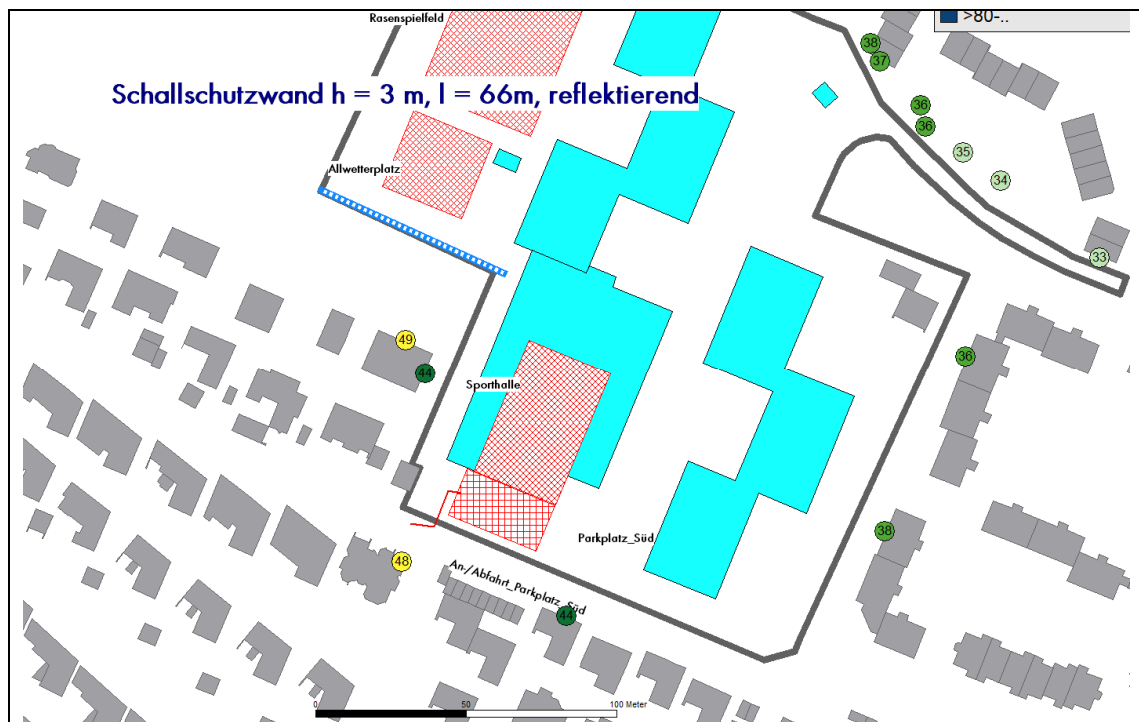 Rasenspielfeld
>80-..
38
37
Schallschutzwand h = 3 m, l = 66m, reflektierend
36
36
35
Allwetterplatz
34
33
49
36
44
Sporthalle
38
Parkplatz_Süd
48
An-/Abfahrt_Parkplatz_Süd
44
0 50 100 Meter